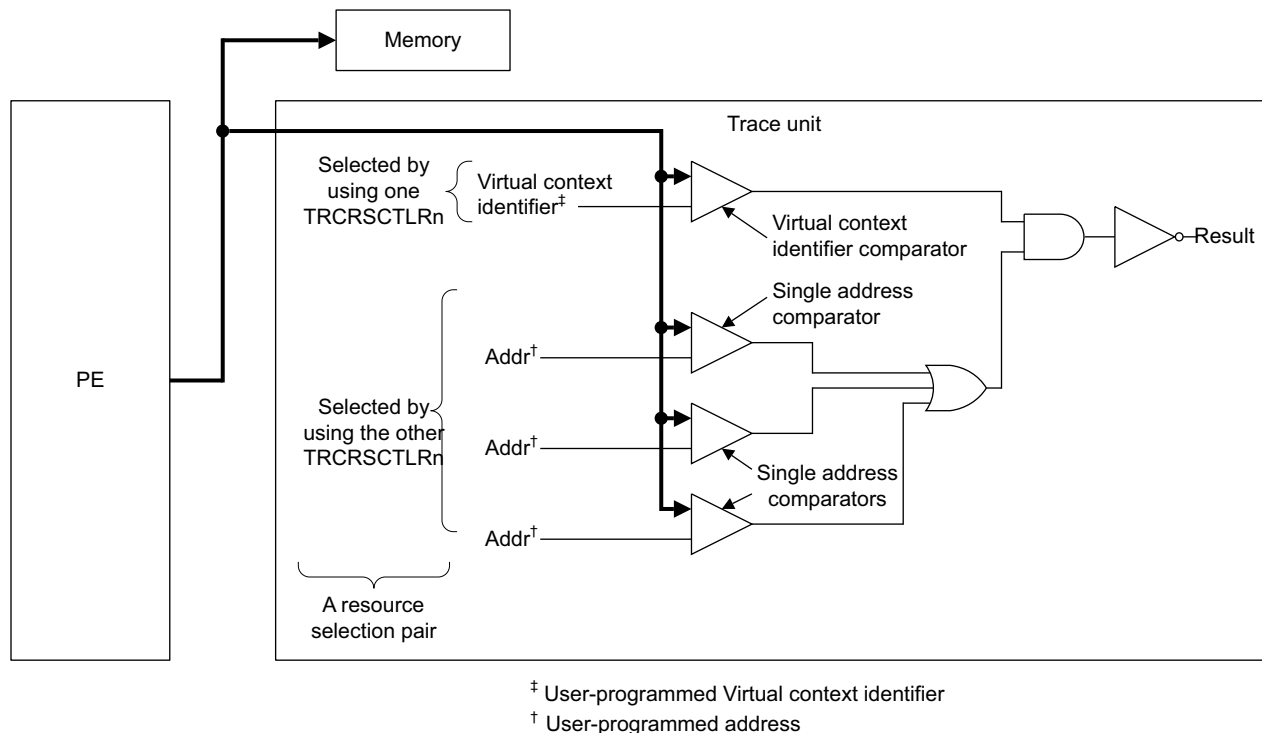 Memory
Trace unit
PE
Selected by
using one
TRCRSCTLRn
Virtual context
identifier‡
Virtual context
identifier comparator
Result
Single address
comparator
Addr†
Selected by
using the other
TRCRSCTLRn
Addr†
Single address
comparators
Addr†
A resource
selection pair
‡ User-programmed Virtual context identifier
† User-programmed address